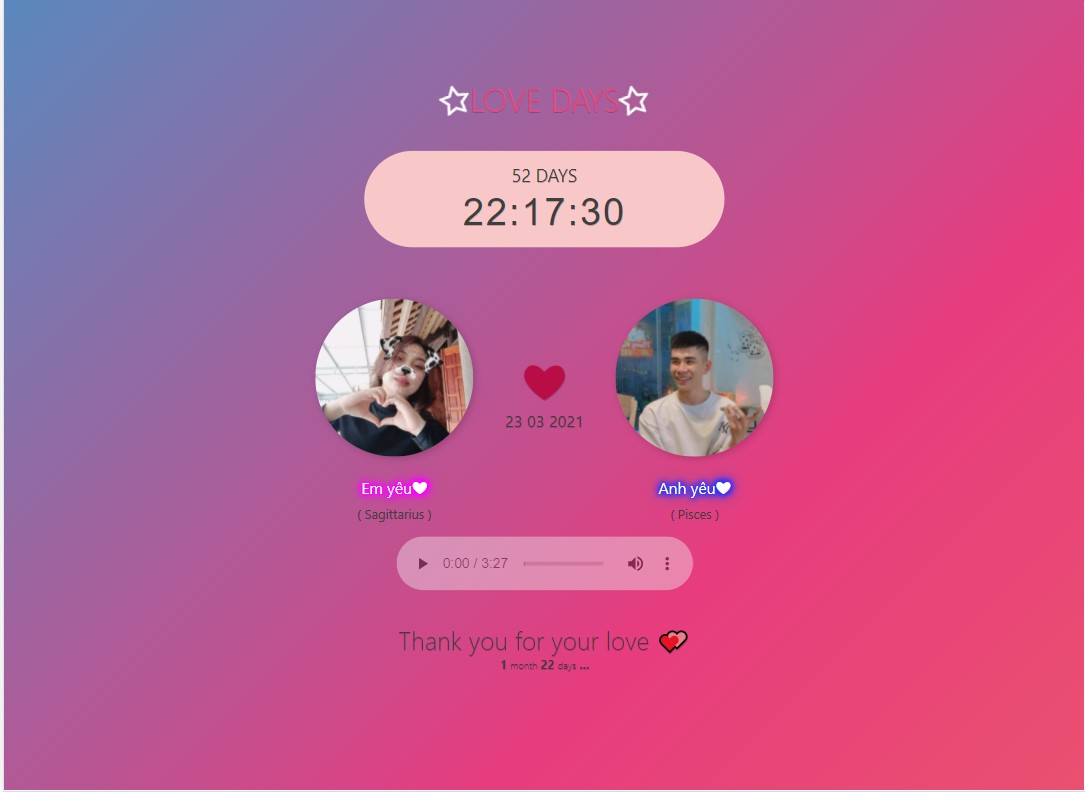 LOVE DAYS
52 DAYS
22:17:30
23 03 2021
Em yêu
Anh yêu
( Sagittarius )
( Pisces )
0:00 / 3:27
Thank you for your love
1 month 22 days ...